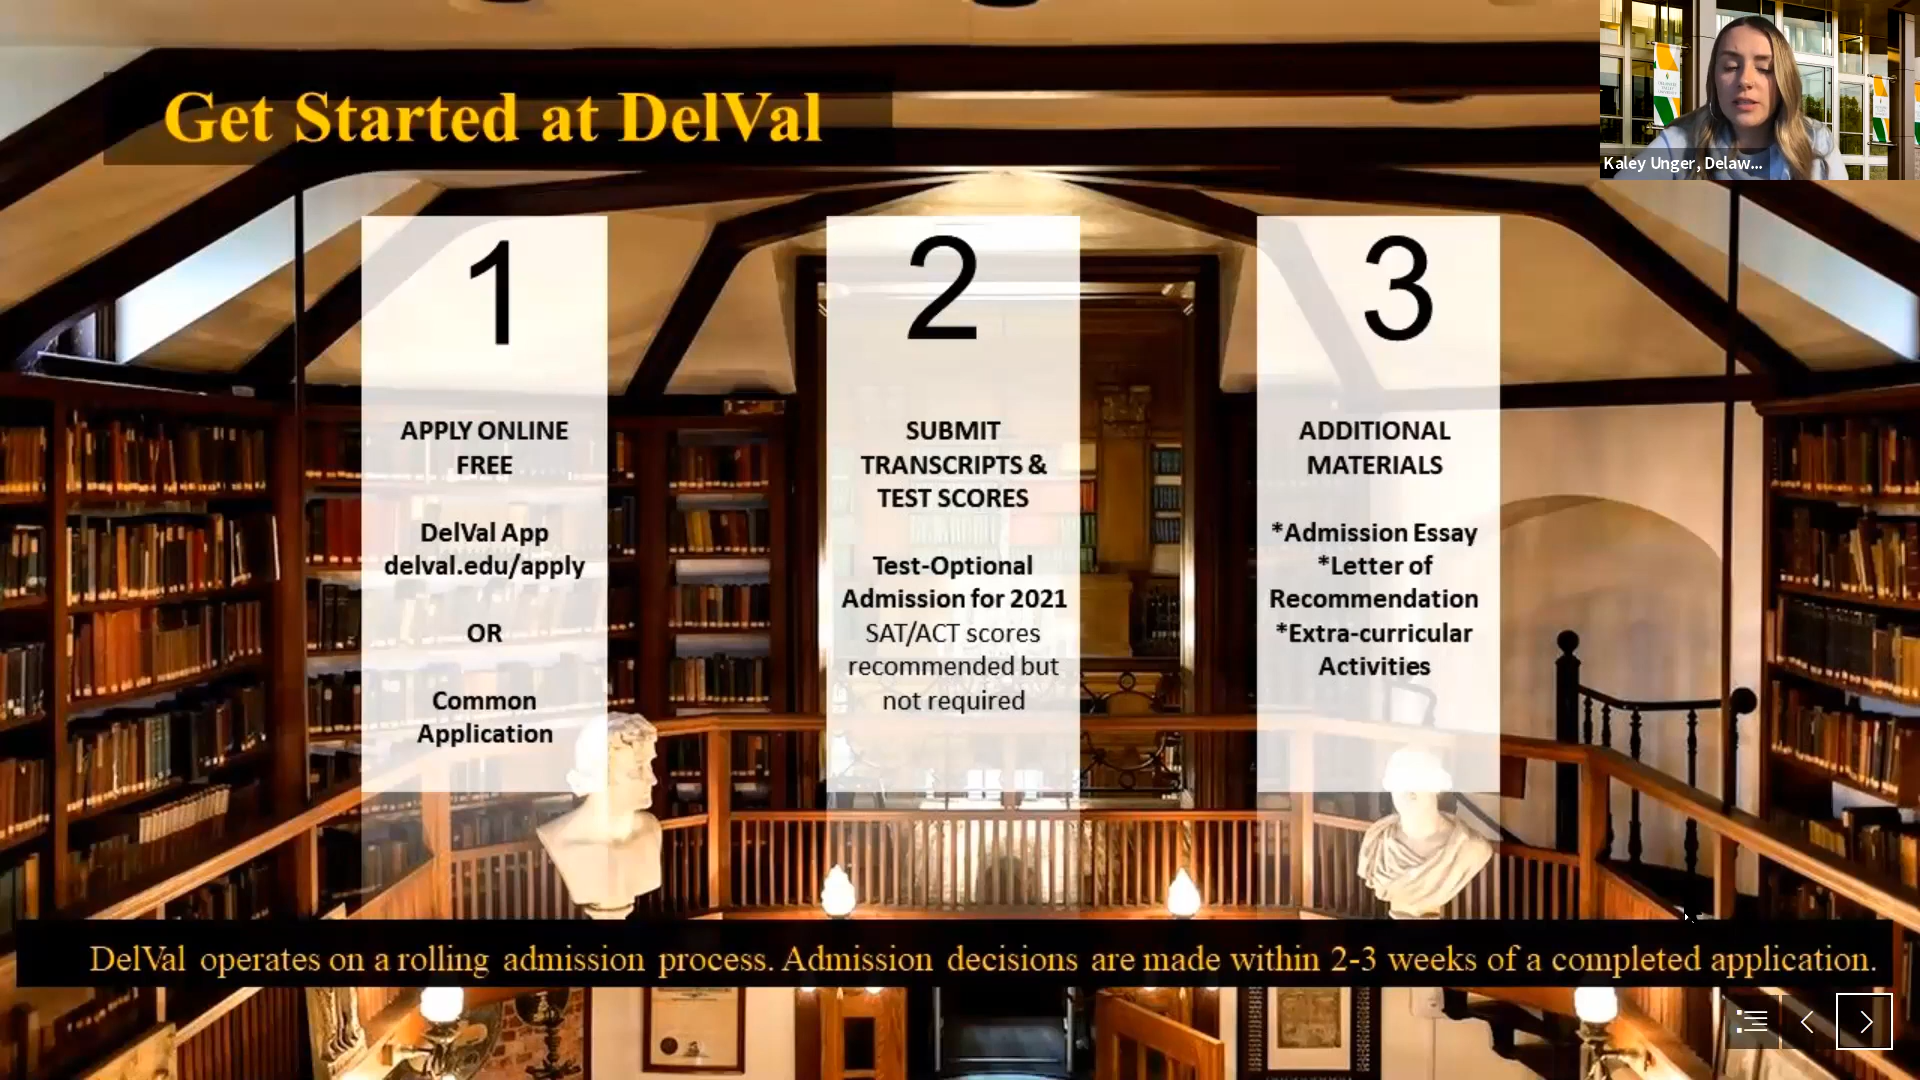 Get Started at DelVal
Kaley Unger, Delaw...
1
APPLY ONLINE
FREE
DelVal App
delval.edu/apply
OR
Common
Application
2
SUBMIT
TRANSCRIPTS &
TEST SCORES
Test-Optional
Admission for 2021
SAT/ACT scores
recommended but
not required
3
ADDITIONAL
MATERIALS
*Admission Essay
*Letter of
Recommendation
*Extra-curricular
Activities
DelVal operates on a rolling admission process. Admission decisions are made within 2-3 weeks of a completed application.